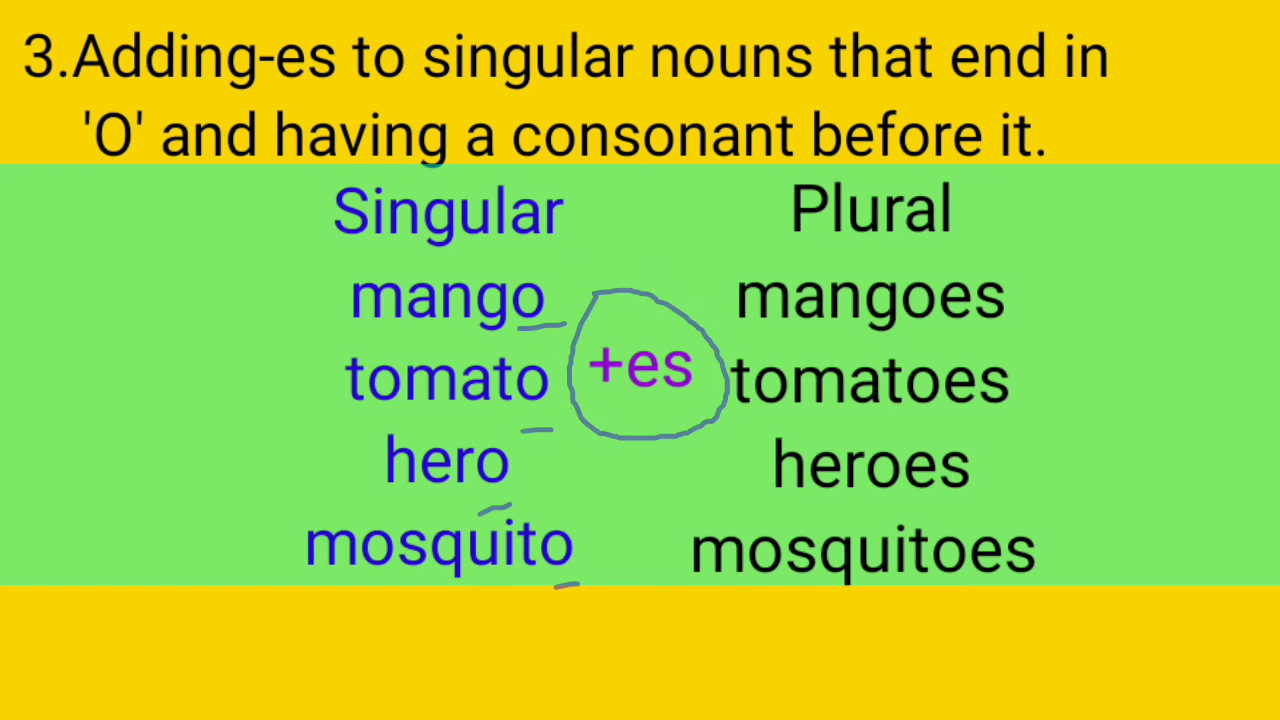 3.Adding-es to singular nouns that end in
'O' and having a consonant before it.
Singular Plural
mango mangoes
+es
tomato tomatoes
hero heroes
mosquito mosquitoes